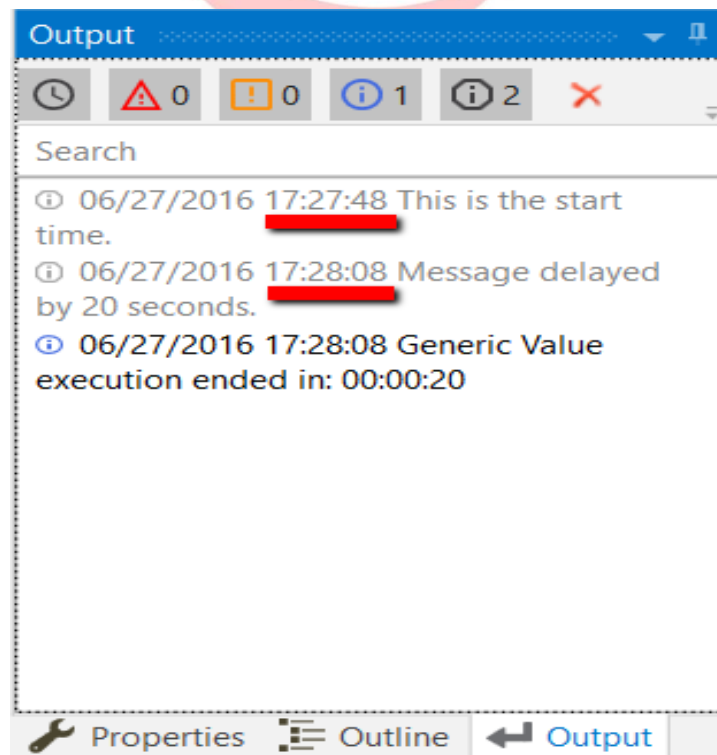 Output
0 0 1 2
Search
06/27/2016 17:27:48 This is the start
time.
06/27/2016 17:28:08 Message delayed
by 20 seconds.
06/27/2016 17:28:08 Generic Value
execution ended in: 00:00:20
Properties Outline Output